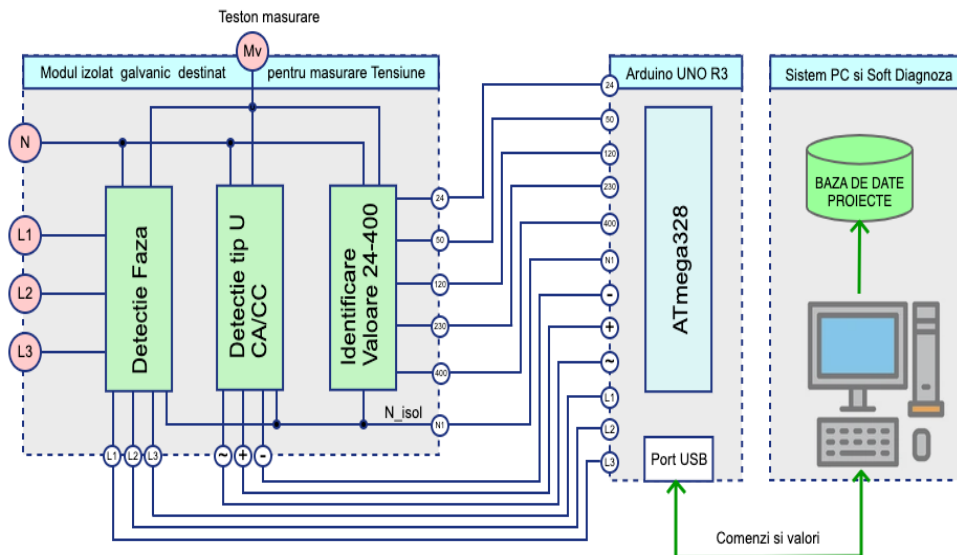 Teston masurare
Mv
Modul izolat galvanic destinat pentru masurare Tensiune
Arduino UNO R3
Sistem PC si Soft Diagnoza
N
L1
L2
L3
Detectie Faza
Detectie tip U
CA/CC
Identificare
Valoare 24-400
24
50
120
230
400
N_isol
N1
L1
L2
L3
~
+
-
24
50
120
230
400
N1
-
+
~
L1
L2
L3
ATmega328
Port USB
BAZA DE DATE
PROIECTE
Comenzi si valori